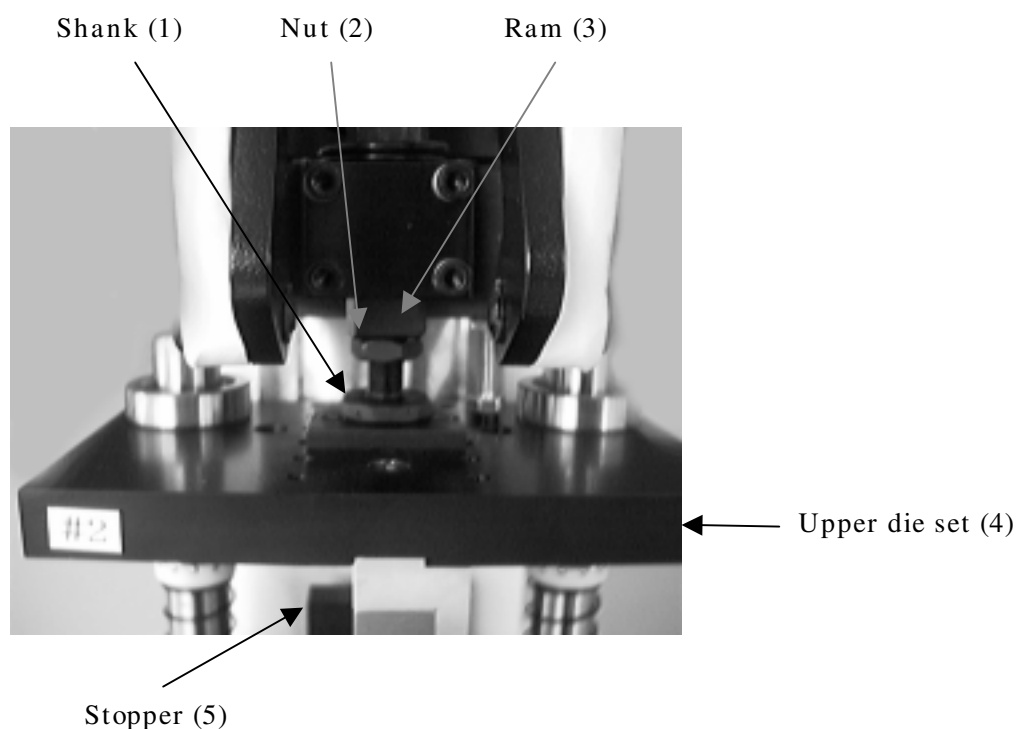 Shank (1) Nut (2) Ram (3)
#2
Upper die set (4)
Stopper (5)